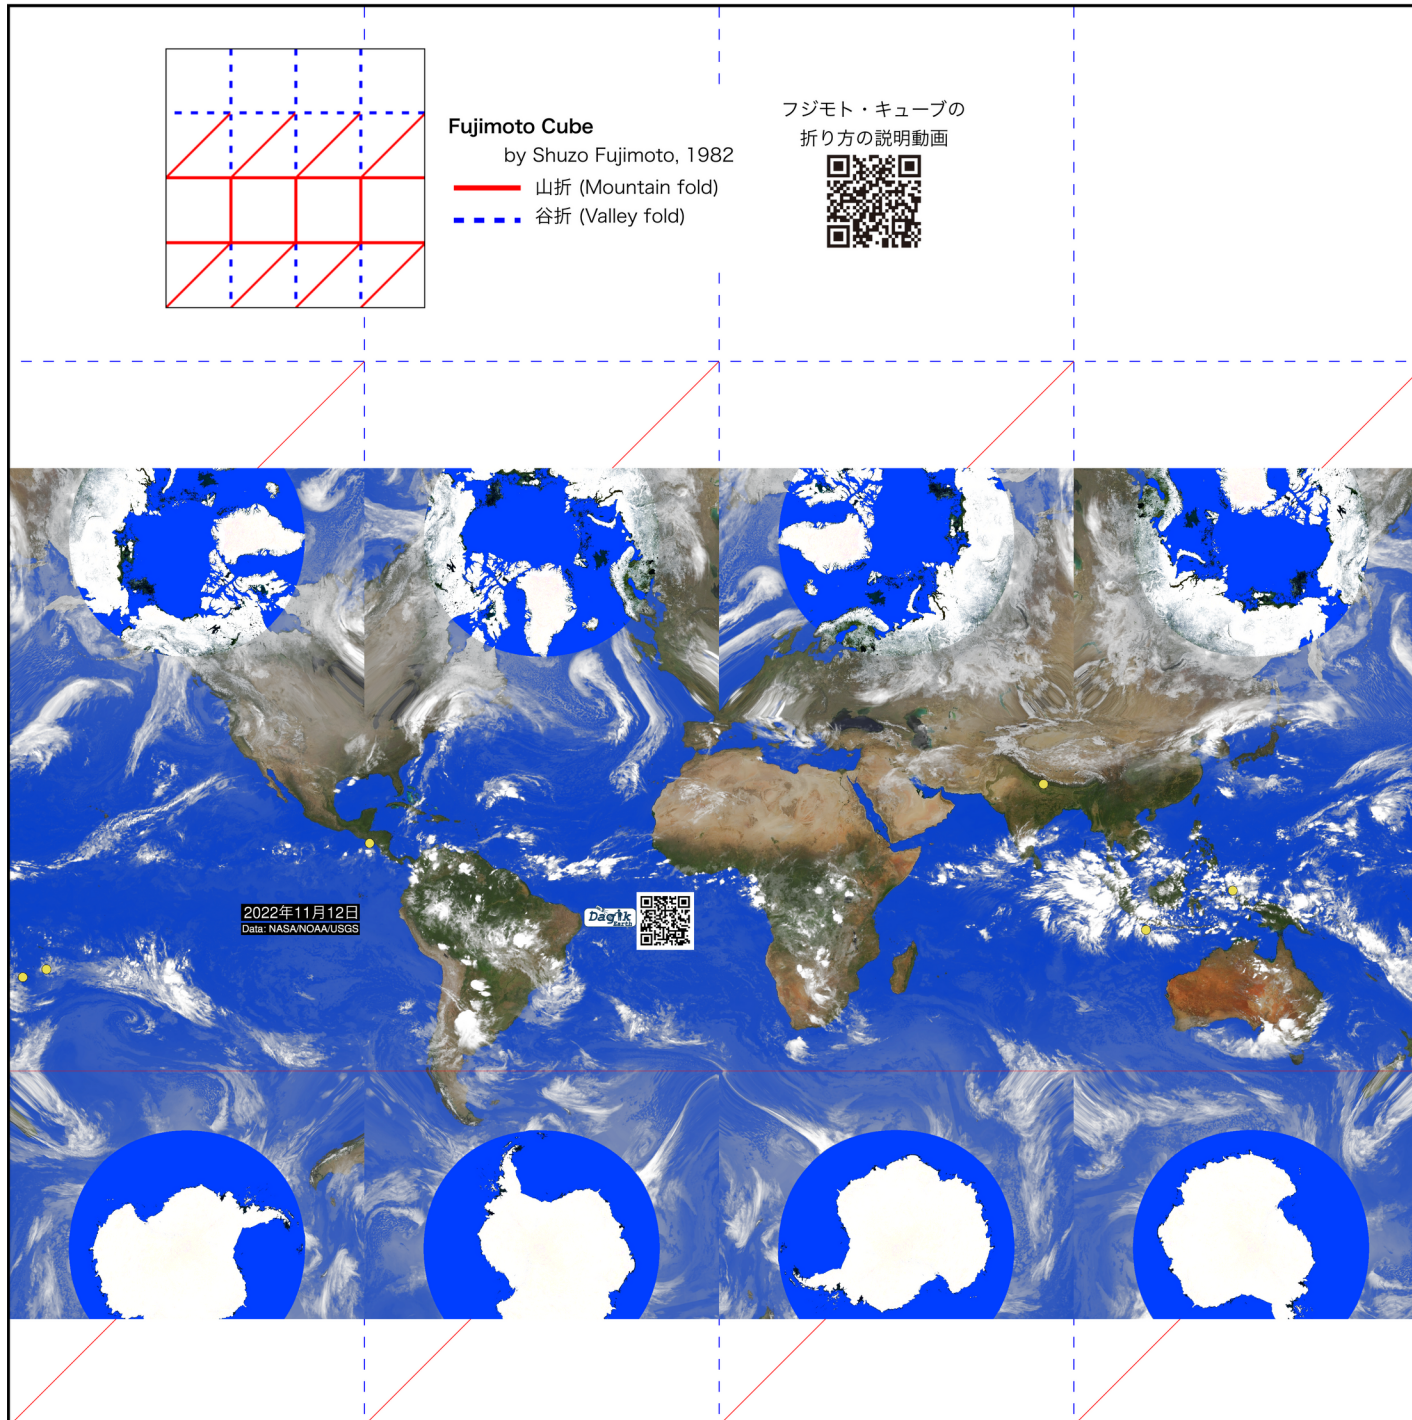 Fujimoto Cube
by Shuzo Fujimoto, 1982
山折 (Mountain fold)
谷折 (Valley fold)
フジモト・キューブの
折り方の説明動画
2022年11月12日
Data: NASA/NOAA/USGS
Dagik
Earth